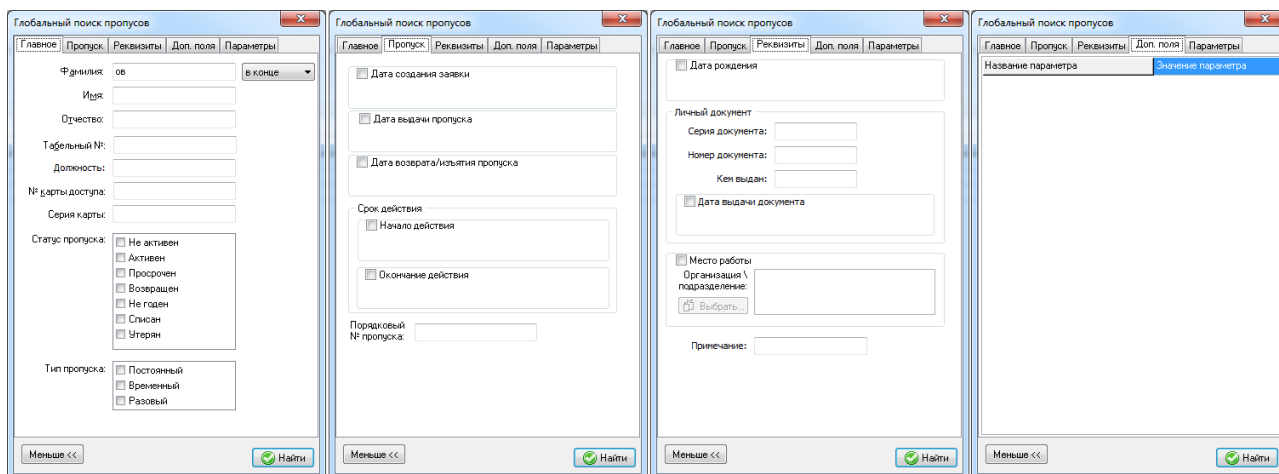 Глобальный поиск пропусов
Главное Пропуск Реквизиты Доп. поля Параметры
Фамилия: ов в конце
Имя:
Отчество:
Табельный №:
Должность:
№ карты доступа:
Серия карты:
Статус пропуска:
Не активен
Активен
Просрочен
Возвращен
Не годен
Списан
Утерян
Тип пропуска:
Постоянный
Временный
Разовый
Меньше <<
Найти
Глобальный поиск пропусов
Главное Пропуск Реквизиты Доп. поля Параметры
Дата создания заявки
Дата выдачи пропуска
Дата возврата/изъятия пропуска
Срок действия
Начало действия
Окончание действия
Порядковый
№ пропуска:
Меньше <<
Найти
Глобальный поиск пропусов
Главное Пропуск Реквизиты Доп. поля Параметры
Дата рождения
Личный документ
Серия документа:
Номер документа:
Кем выдан:
Дата выдачи документа
Место работы
Организация \
подразделение:
Выбрать...
Примечание:
Меньше <<
Найти
Глобальный поиск пропусов
Главное Пропуск Реквизиты Доп. поля Параметры
Название параметра Значение параметра
Меньше <<
Найти